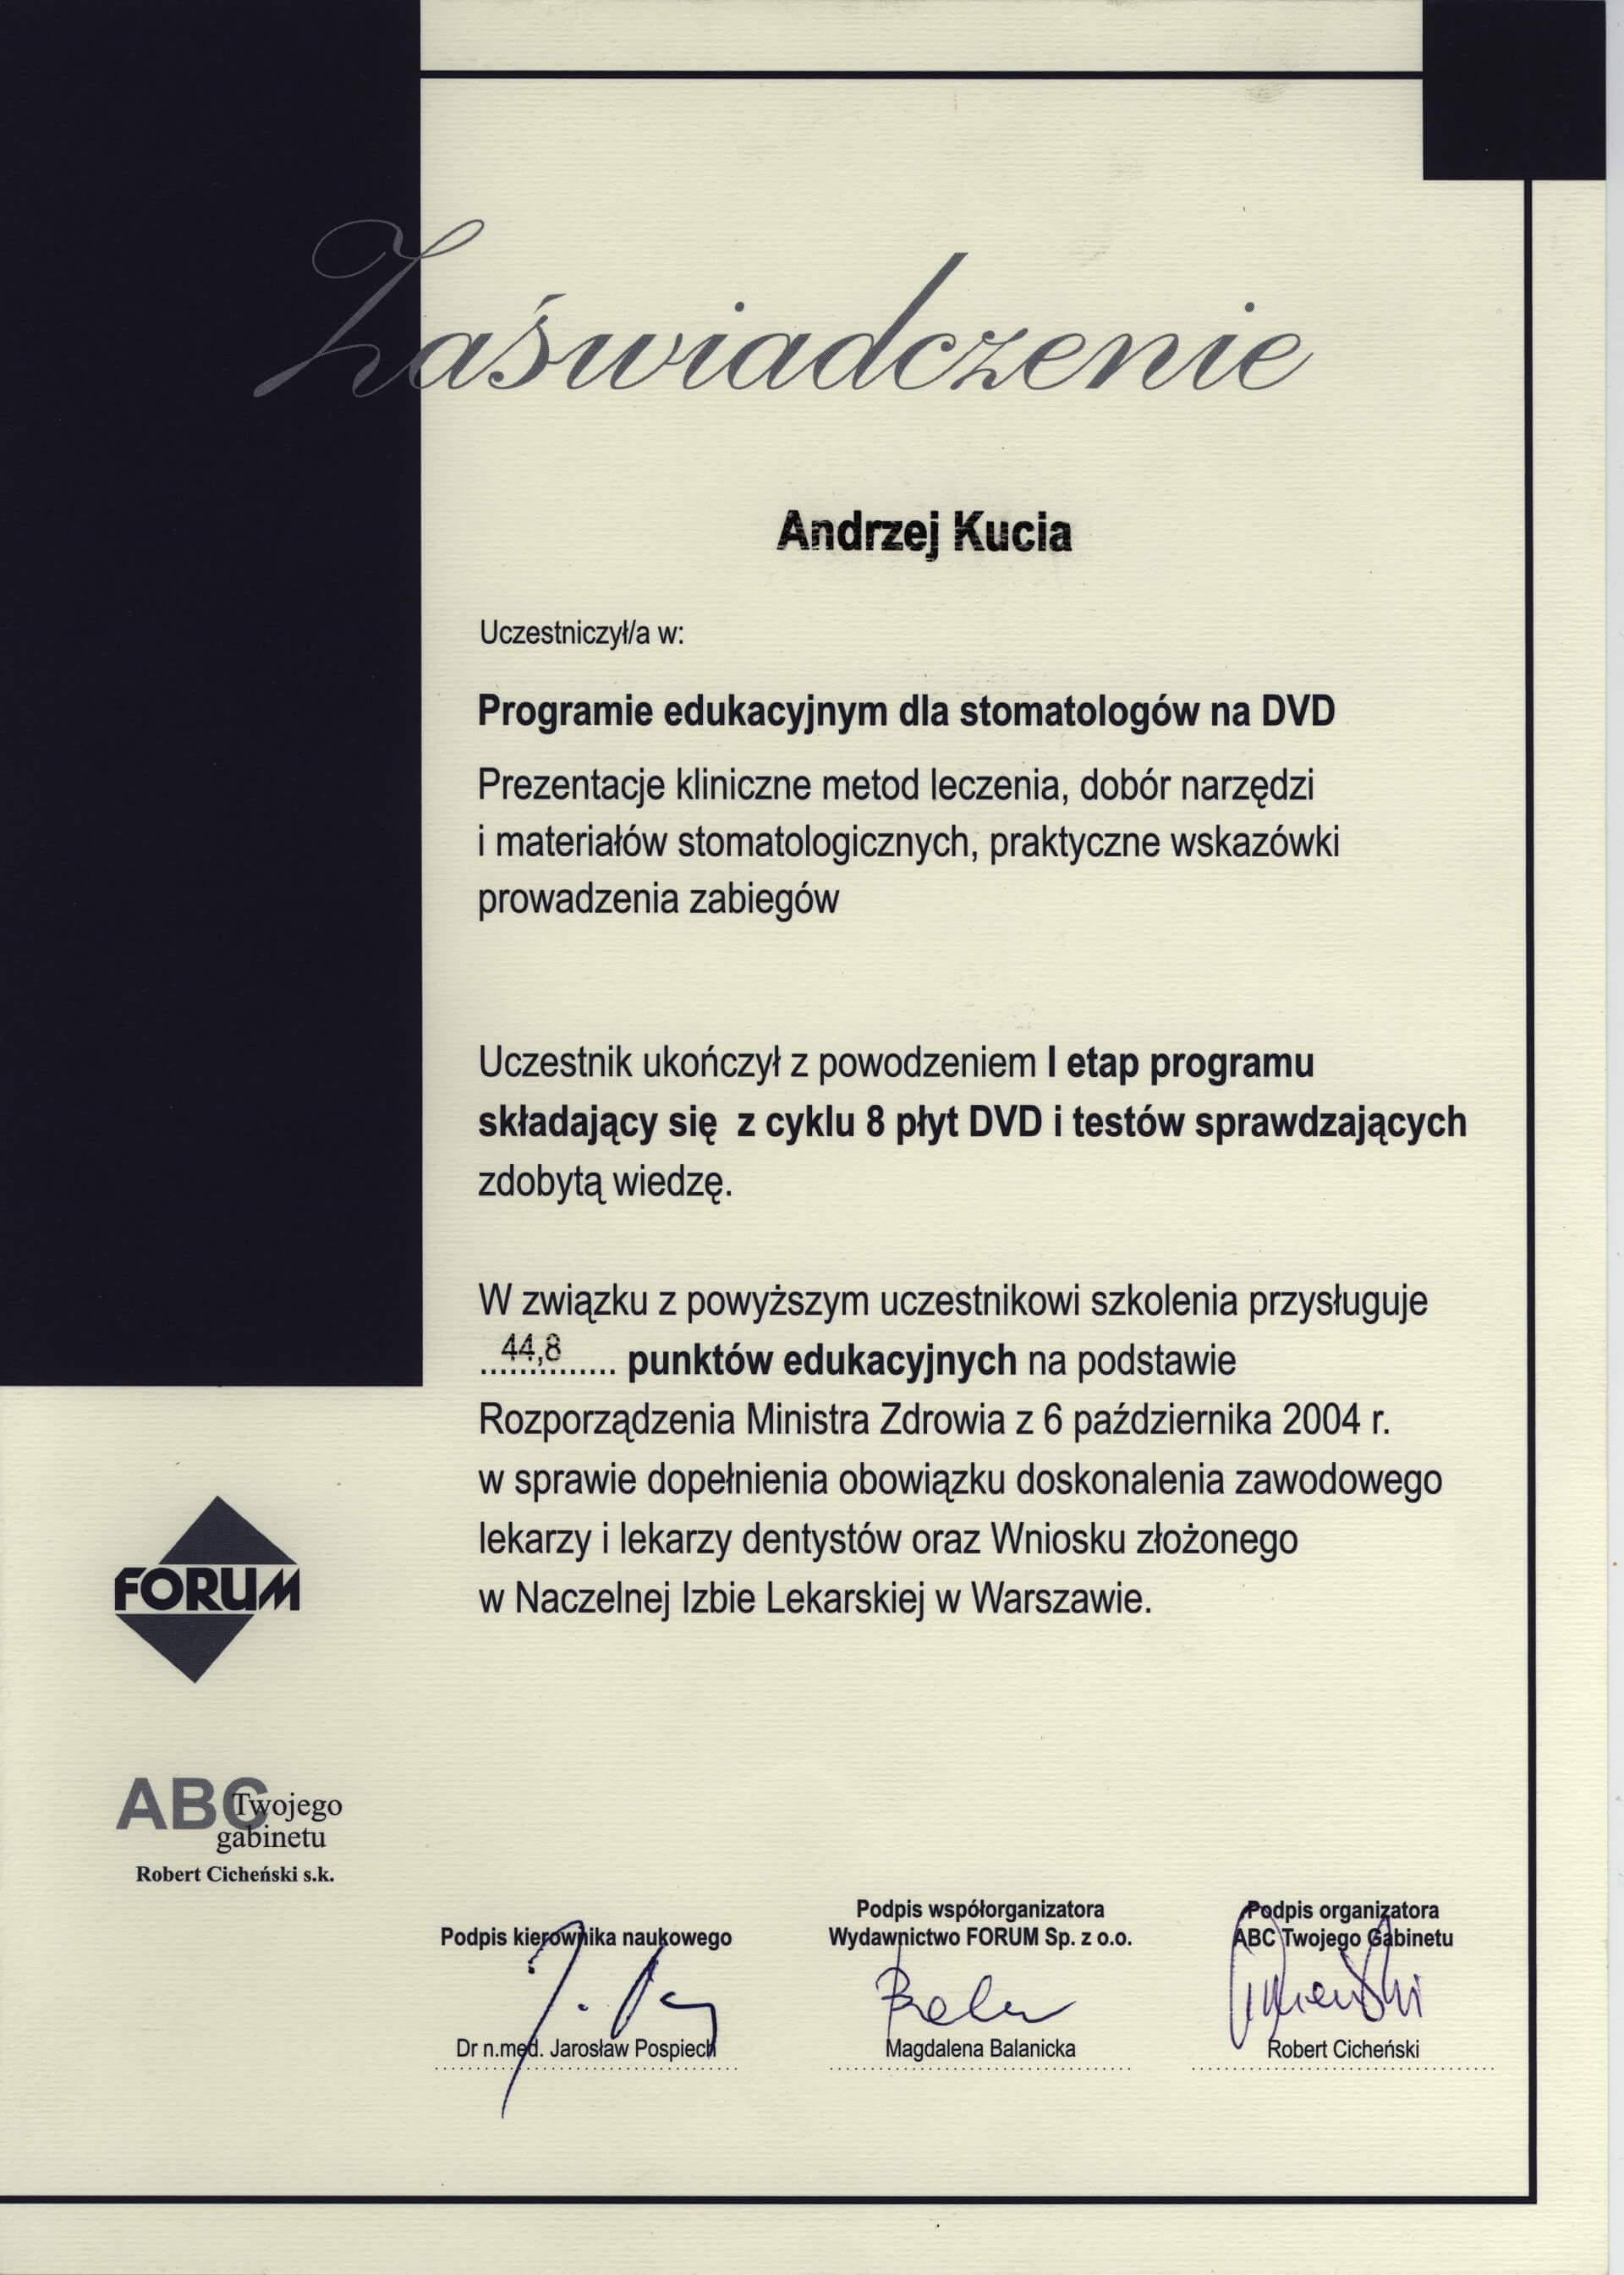 Zaświadczenie
Andrzej Kucia
Uczestniczył/a w:
Programie edukacyjnym dla stomatologów na DVD
Prezentacje kliniczne metod leczenia, dobór narzędzi
i materiałów stomatologicznych, praktyczne wskazówki
prowadzenia zabiegów
Uczestnik ukończył z powodzeniem I etap programu
składający się z cyklu 8 płyt DVD i testów sprawdzających
zdobytą wiedzę.
W związku z powyższym uczestnikowi szkolenia przysługuje
44,8 punktów edukacyjnych na podstawie
Rozporządzenia Ministra Zdrowia z 6 października 2004 r.
w sprawie dopełnienia obowiązku doskonalenia zawodowego
lekarzy i lekarzy dentystów oraz Wniosku złożonego
w Naczelnej Izbie Lekarskiej w Warszawie.
FORUM
ABC Twojego
gabinetu
Robert Cicheński s.k.
Podpis kierownika naukowego
Dr n.med. Jarosław Pospiech
Podpis współorganizatora
Wydawnictwo FORUM Sp. z o.o.
Magdalena Balanicka
Podpis organizatora
ABC Twojego Gabinetu
Robert Cicheński